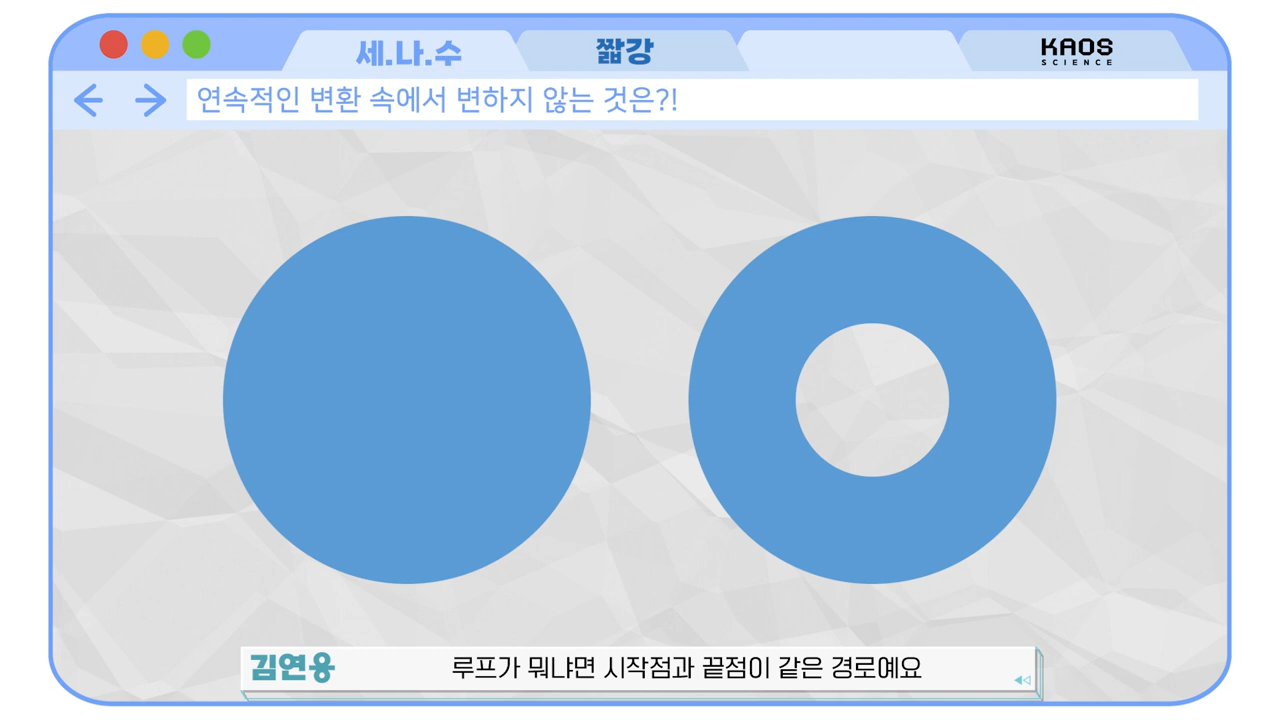 세.나.수
짧강
KAOS
SCIENCE
연속적인 변환 속에서 변하지 않는 것은?!
김연용
루프가 뭐냐면 시작점과 끝점이 같은 경로예요